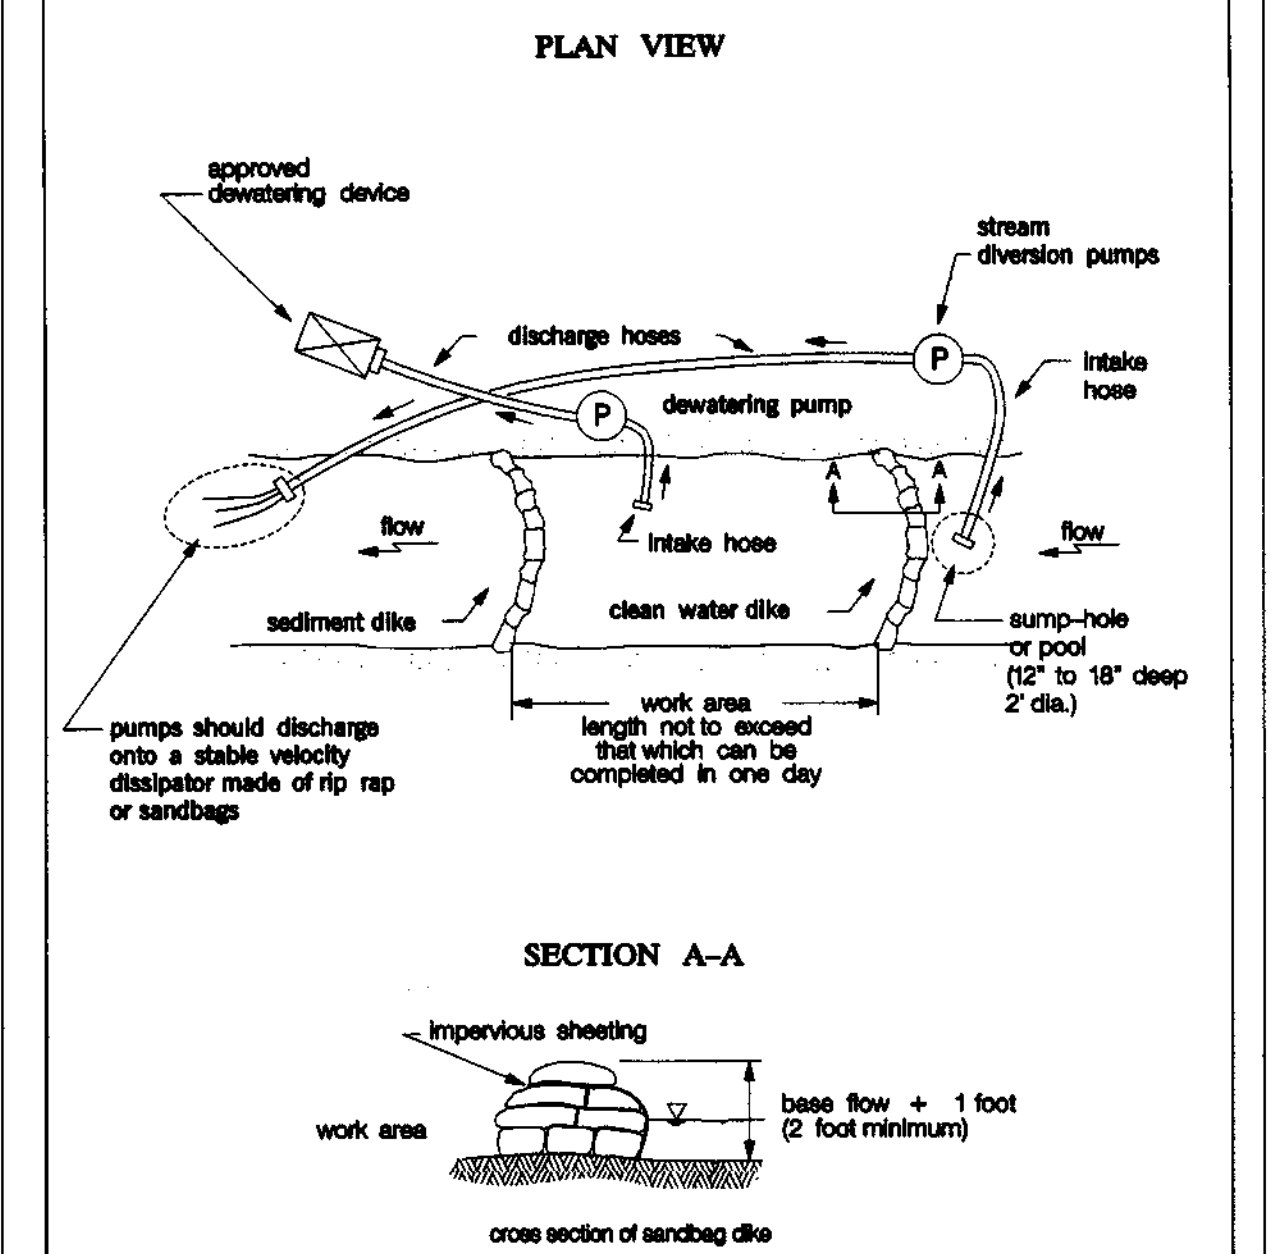 PLAN VIEW
approved
dewatering device
stream
diversion pumps
discharge hoses
P
intake
hose
P
dewatering pump
A
A
flow
intake hose
flow
sediment dike
clean water dike
sump-hole
or pool
(12" to 18" deep
2' dia.)
work area
length not to exceed
that which can be
completed in one day
pumps should discharge
onto a stable velocity
dissipator made of rip rap
or sandbags
SECTION A-A
impervious sheeting
work area
base flow + 1 foot
(2 foot minimum)
cross section of sandbag dike